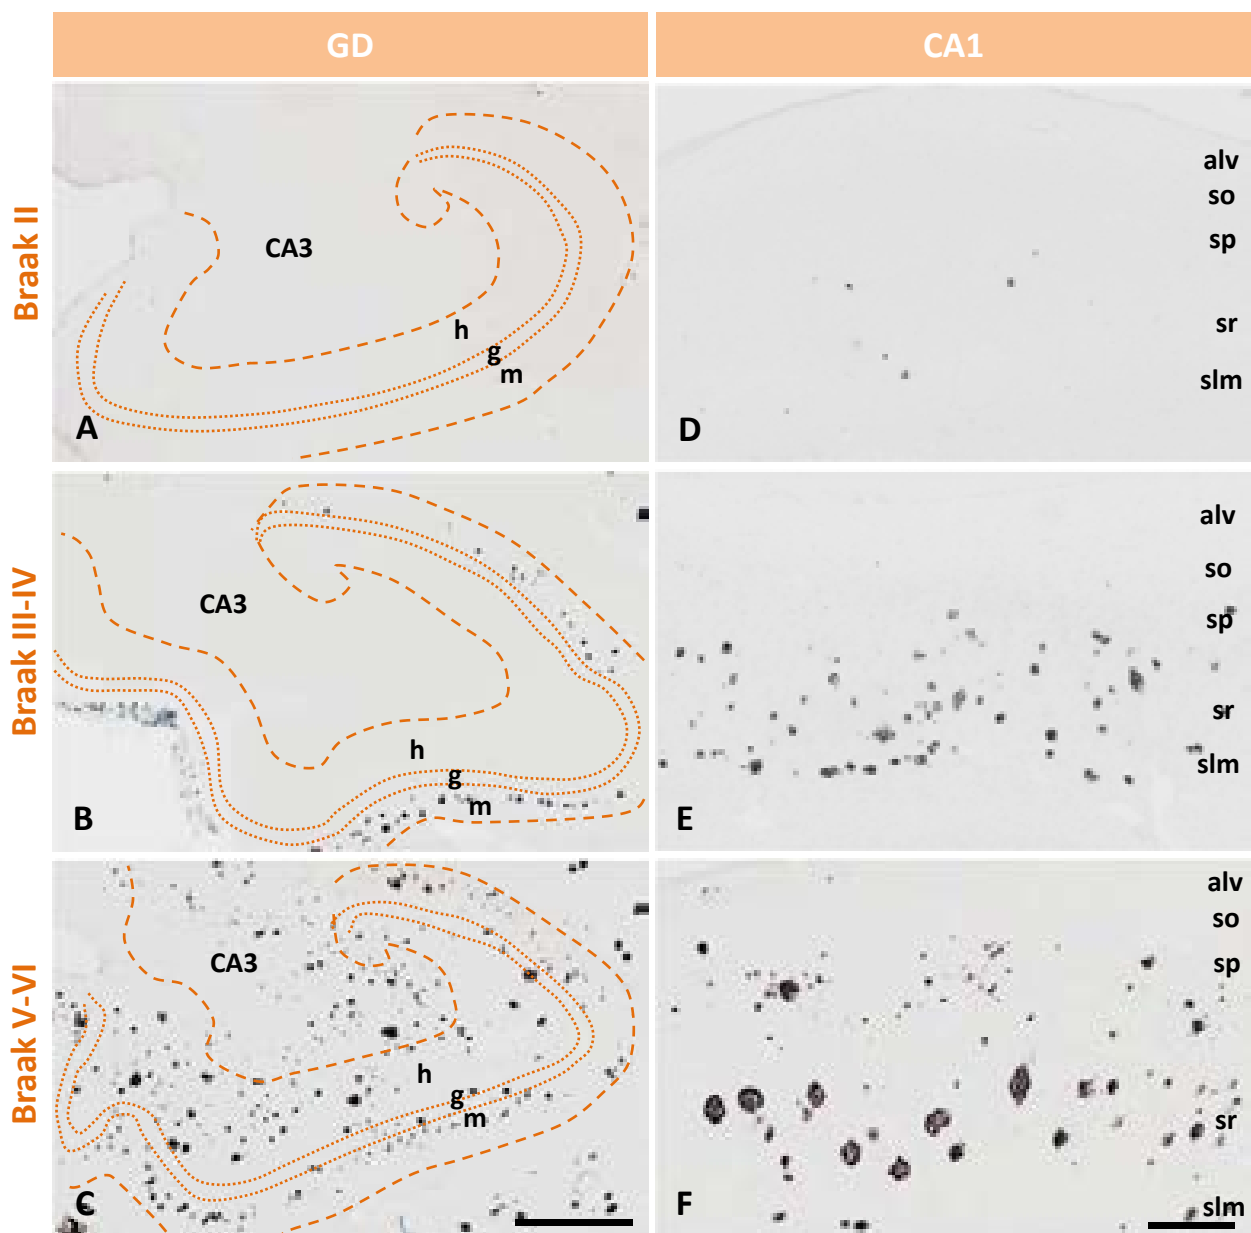 GD CA1
Braak II
CA3
h
g
m
A
alv
so
sp
sr
slm
D
Braak III-IV
CA3
h
g
m
B
alv
so
sp
sr
slm
E
Braak V-VI
CA3
h
g
m
C
alv
so
sp
sr
slm
F